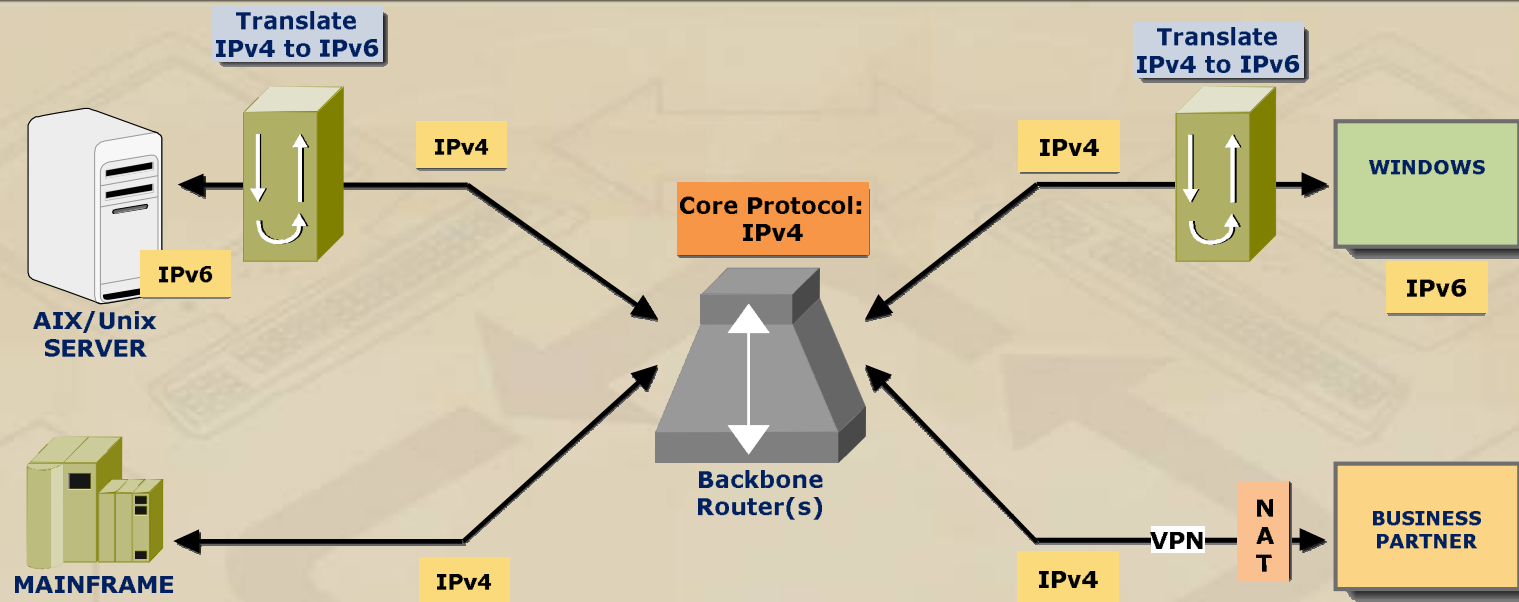 Translate
IPv4 to IPv6
Translate
IPv4 to IPv6
IPv4
IPv4
WINDOWS
Core Protocol:
IPv4
IPv6
IPv6
AIX/Unix
SERVER
Backbone
Router(s)
N
A
T
VPN
BUSINESS
PARTNER
MAINFRAME
IPv4
IPv4